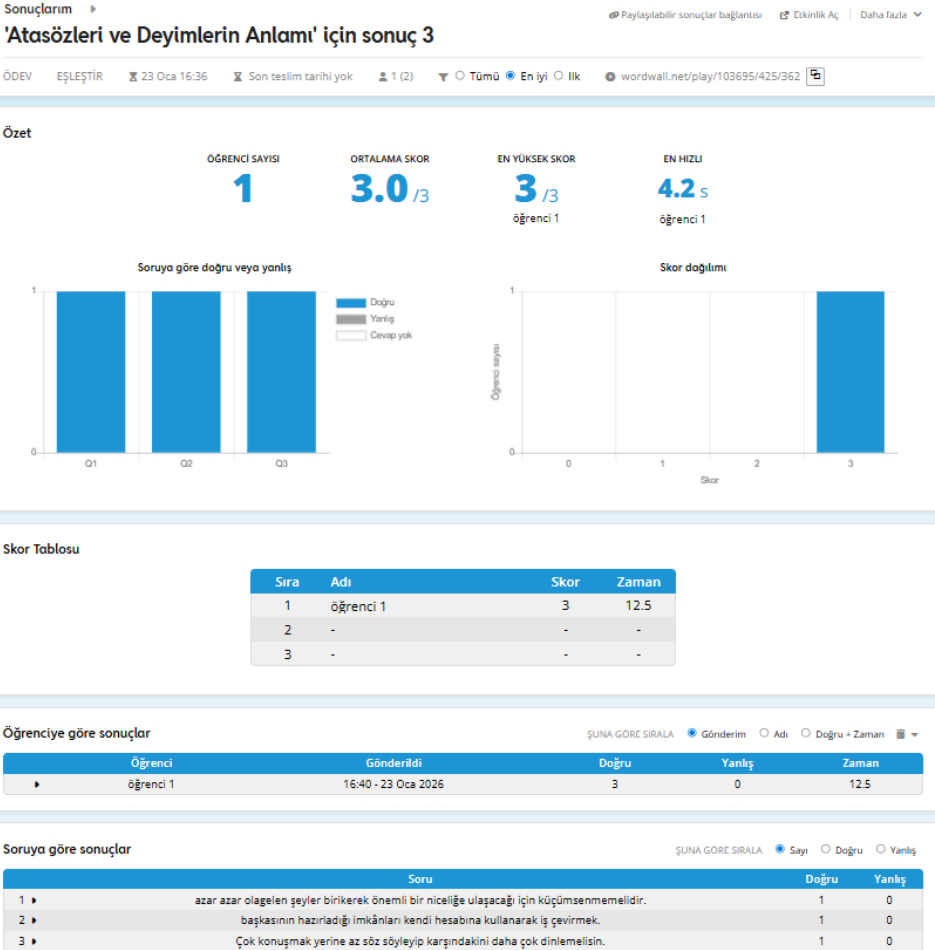 Sonuçlarım
Paylaşılabilir sonuçlar bağlantısı Etkinlik Aç Daha fazla
'Atasözleri ve Deyimlerin Anlamı' için sonuç 3
ÖDEV EŞLEŞTİR 23 Oca 16:36 Son teslim tarihi yok 1 (2) Tümü En iyi Ilk wordwall.net/play/103695/425/362
Özet
ÖĞRENCİ SAYISI ORTALAMA SKOR EN YÜKSEK SKOR EN HIZLI
1 3.0 /3 3 /3 4.2 s
öğrenci 1 öğrenci 1
Soruya göre doğru veya yanlış
1
0
Q1 Q2 Q3
Doğru
Yanlış
Cevap yok
Skor dağılımı
Öğrenci sayısı
1
0
0 1 2 3
Skor
Skor Tablosu
Sıra Adı Skor Zaman
1 öğrenci 1 3 12.5
2 - - -
3 - - -
Öğrenciye göre sonuçlar ŞUNA GÖRE SIRALA Gönderim Adı Doğru + Zaman
Öğrenci Gönderildi Doğru Yanlış Zaman
öğrenci 1 16:40 - 23 Oca 2026 3 0 12.5
Soruya göre sonuçlar ŞUNA GÖRE SIRALA Sayı Doğru Yanlış
Soru Doğru Yanlış
1 azar azar olagelen şeyler birikerek önemli bir niceliğe ulaşacağı için küçümsenmemelidir. 1 0
2 başkasının hazırladığı imkânları kendi hesabına kullanarak iş çevirmek. 1 0
3 Çok konuşmak yerine az söz söyleyip karşındakini daha çok dinlemelisin. 1 0